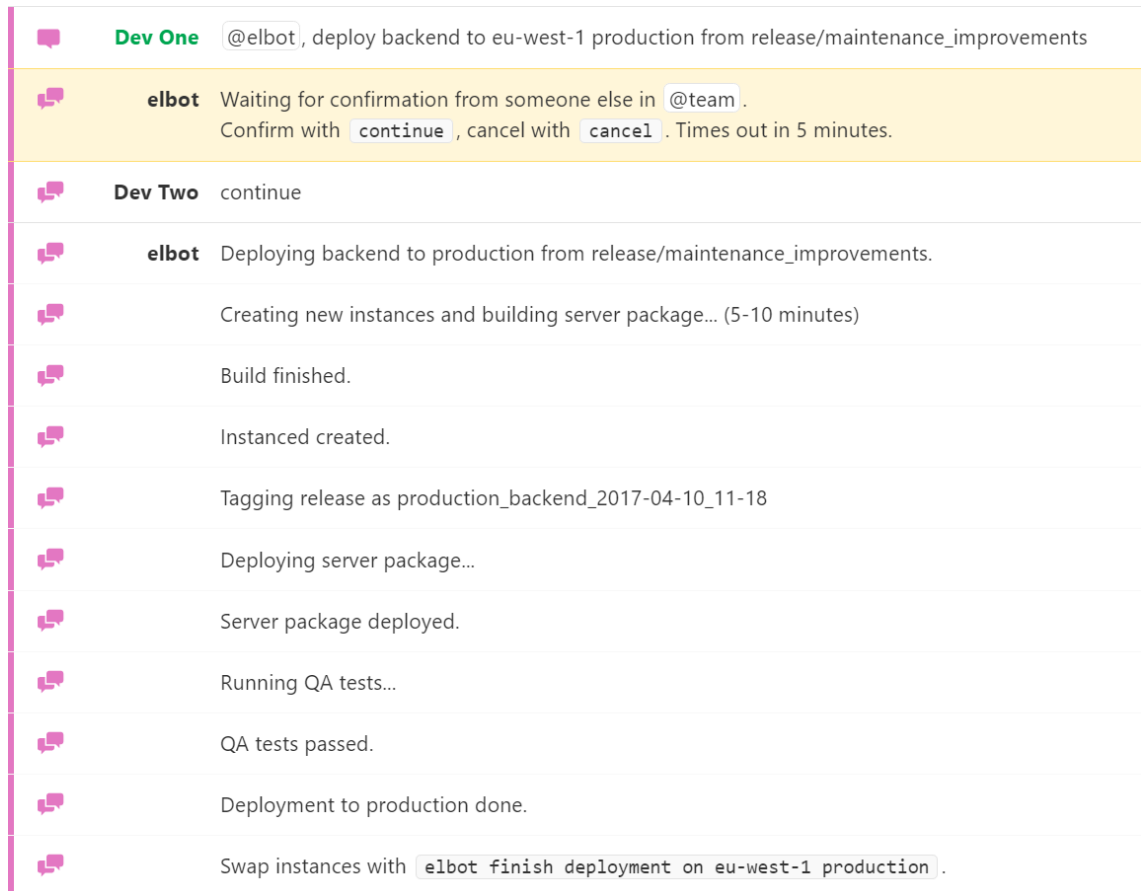 Dev One @elbot, deploy backend to eu-west-1 production from release/maintenance_improvements
elbot Waiting for confirmation from someone else in @team.
Confirm with continue, cancel with cancel. Times out in 5 minutes.
Dev Two continue
elbot Deploying backend to production from release/maintenance_improvements.
Creating new instances and building server package... (5-10 minutes)
Build finished.
Instanced created.
Tagging release as production_backend_2017-04-10_11-18
Deploying server package...
Server package deployed.
Running QA tests...
QA tests passed.
Deployment to production done.
Swap instances with elbot finish deployment on eu-west-1 production.